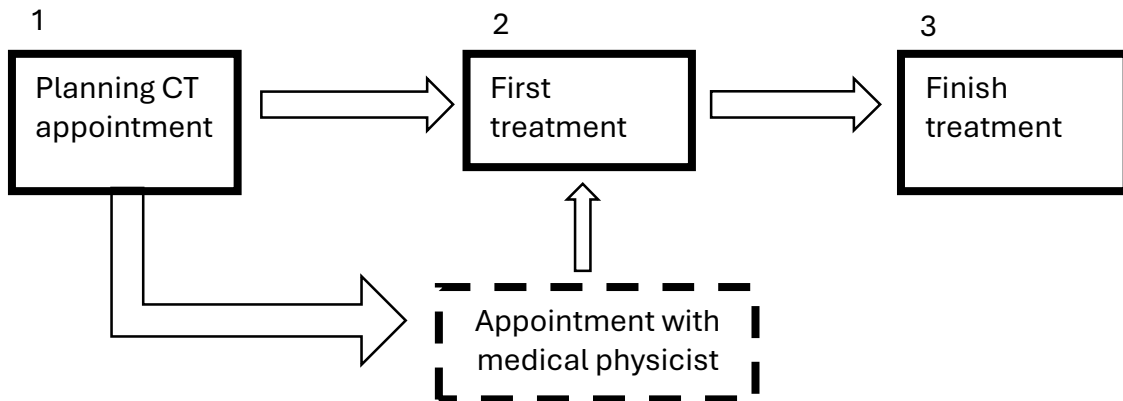 1
Planning CT
appointment
2
First
treatment
3
Finish
treatment
Appointment with
medical physicist